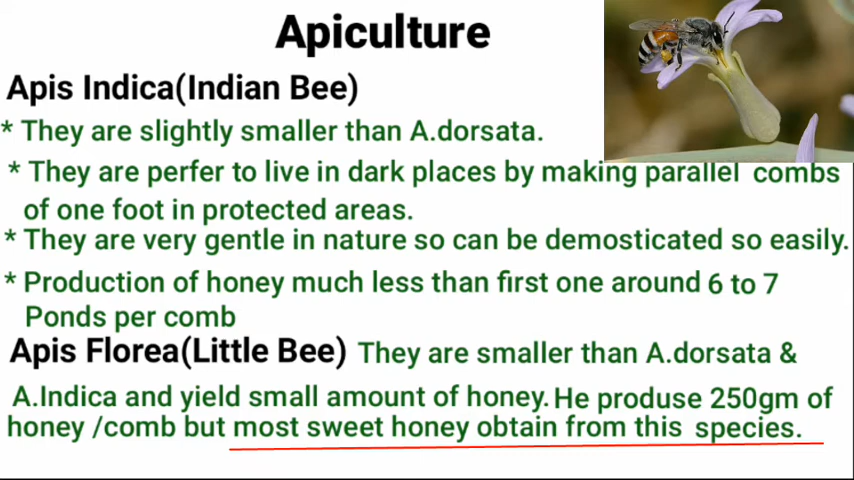 Apiculture
Apis Indica(Indian Bee)
* They are slightly smaller than A.dorsata.
* They are perfer to live in dark places by making parallel combs
of one foot in protected areas.
* They are very gentle in nature so can be demosticated so easily.
* Production of honey much less than first one around 6 to 7
Ponds per comb
Apis Florea(Little Bee) They are smaller than A.dorsata &
A.Indica and yield small amount of honey. He produse 250gm of
honey /comb but most sweet honey obtain from this species.